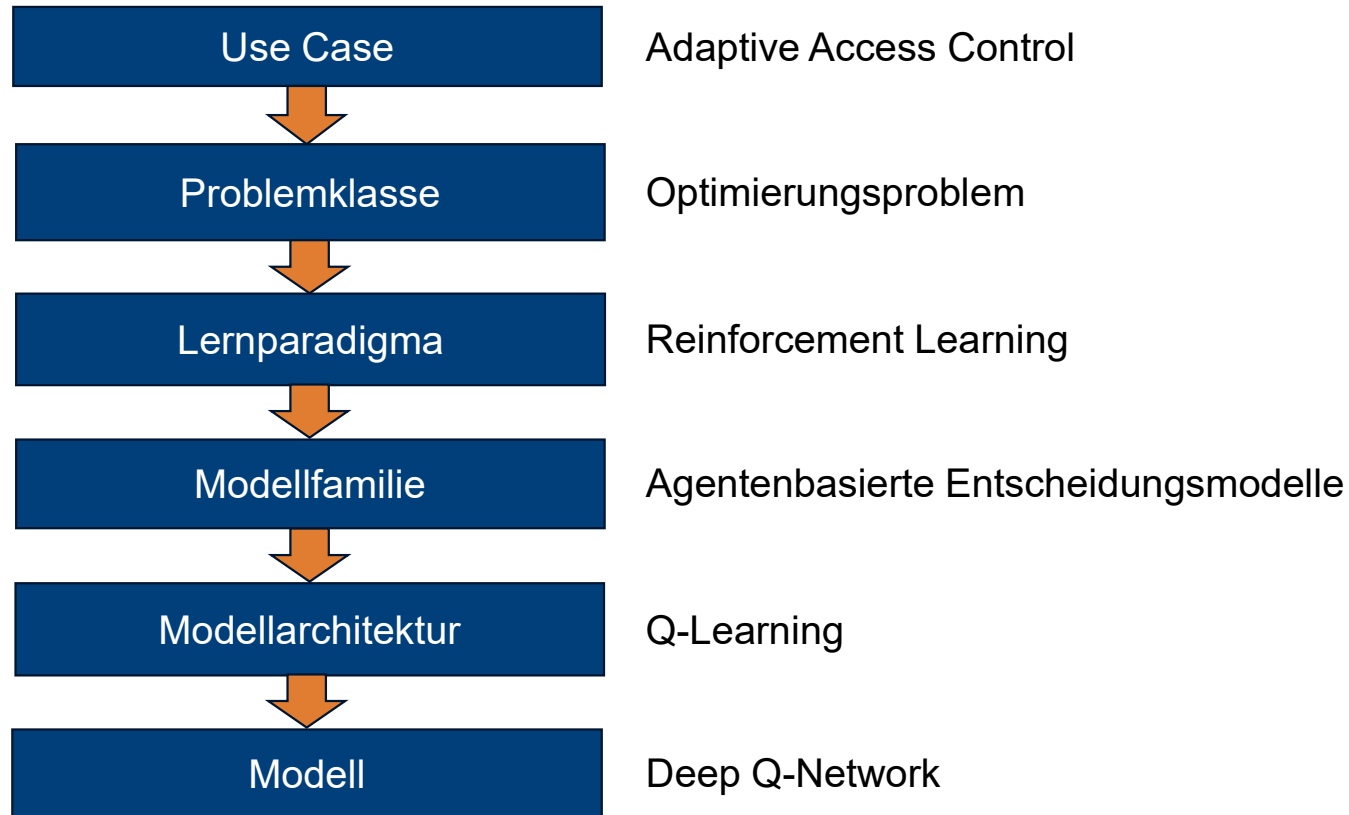 Use Case
Adaptive Access Control
Problemklasse
Optimierungsproblem
Lernparadigma
Reinforcement Learning
Modellfamilie
Agentenbasierte Entscheidungsmodelle
Modellarchitektur
Q-Learning
Modell
Deep Q-Network